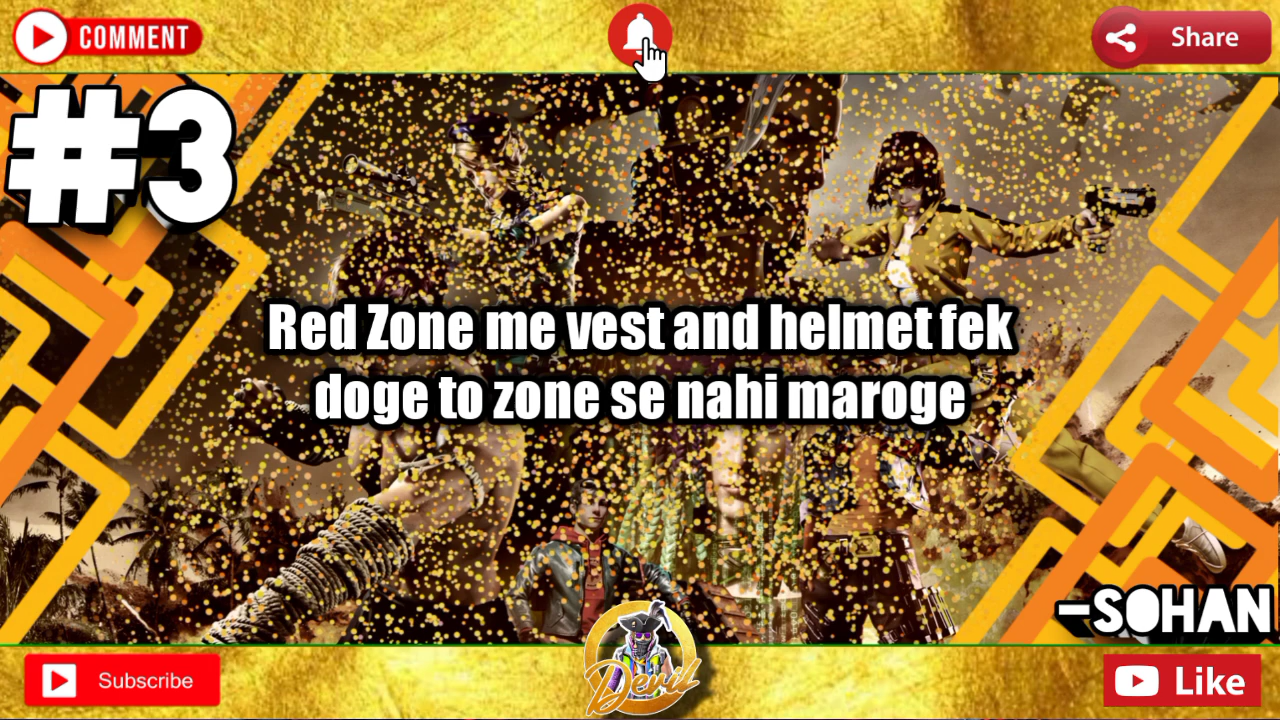 COMMENT
Share
#3
Red Zone me vest and helmet fek
doge to zone se nahi maroge
-SOHAN
Devil
Subscribe
Like